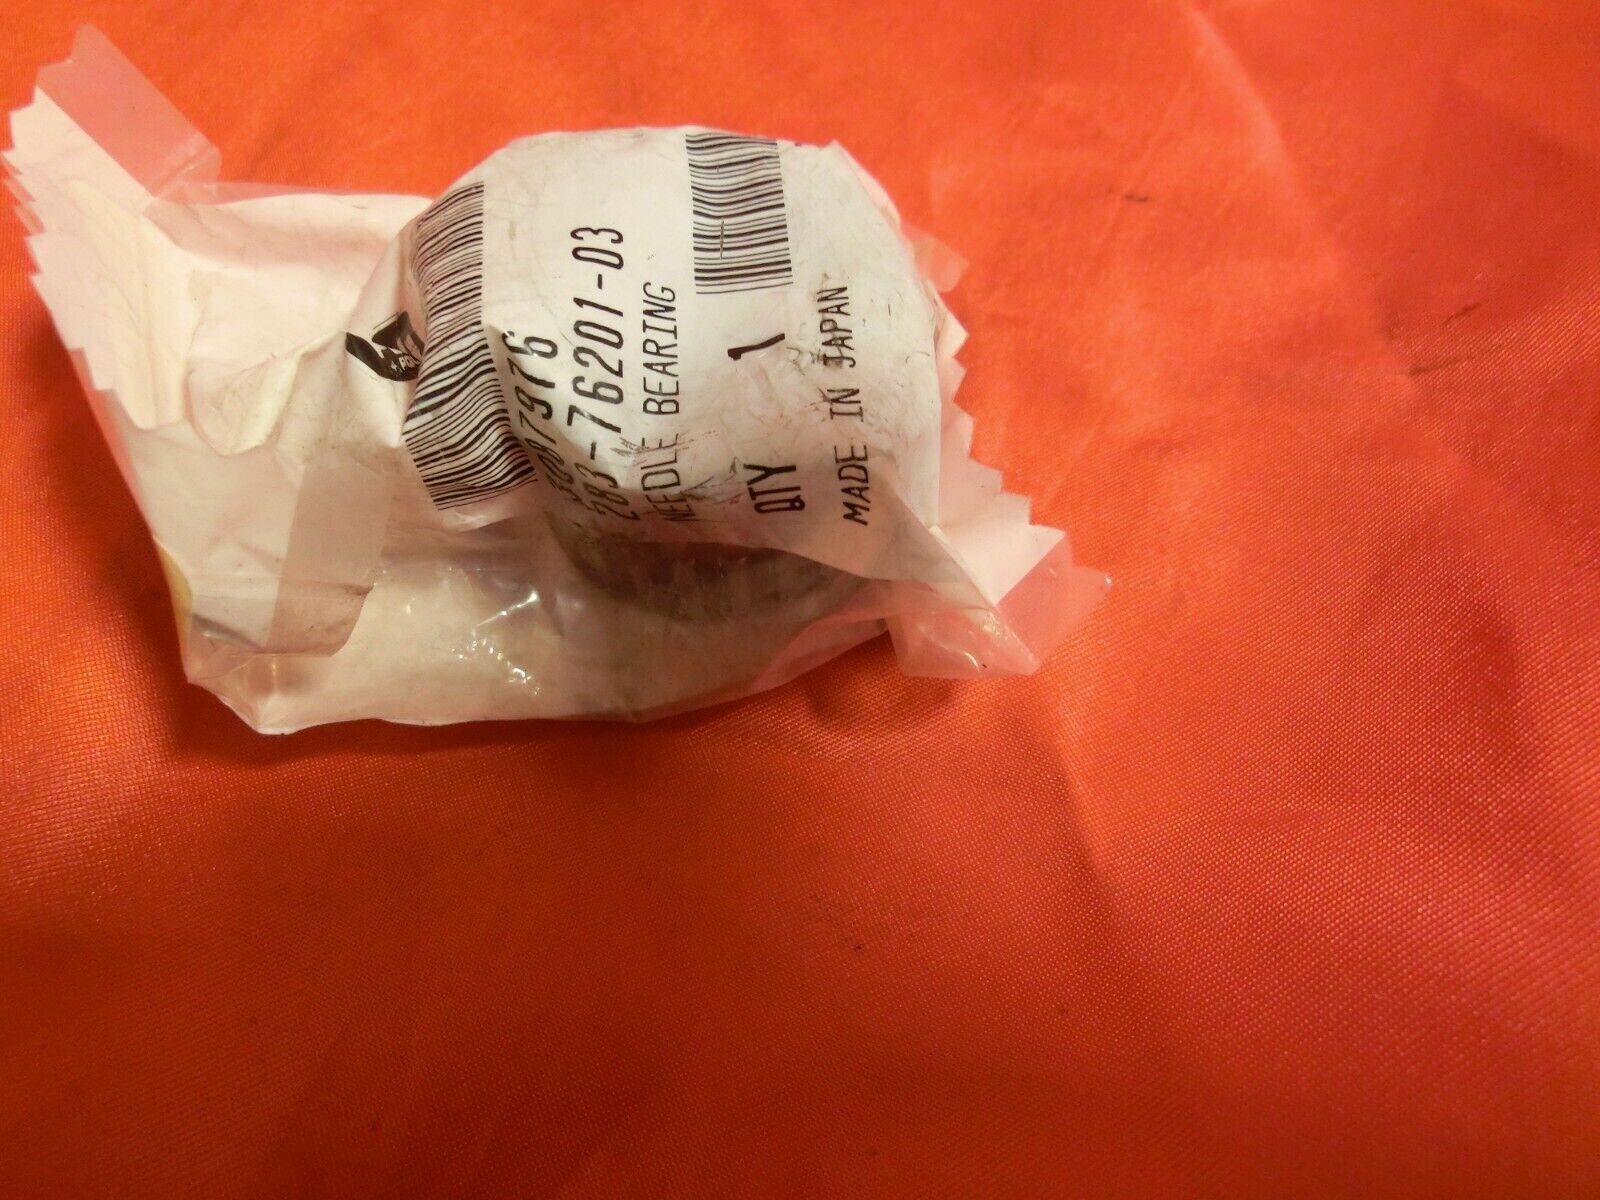 283-76201-03
NEEDLE BEARING
QTY 1
MADE IN JAPAN